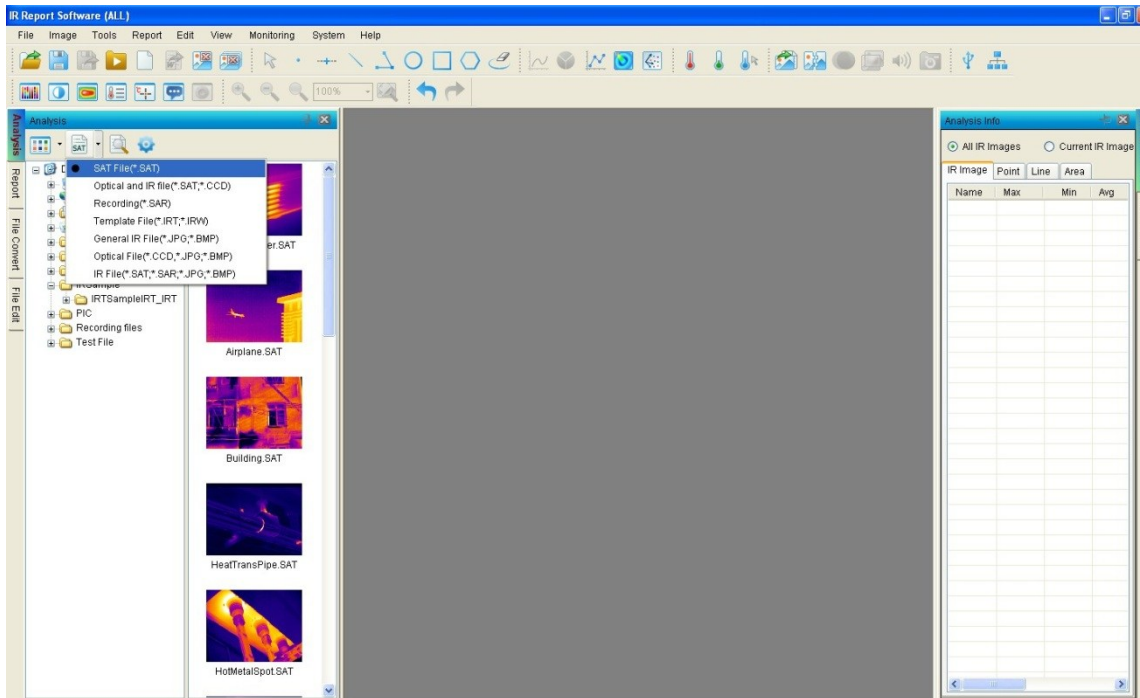 IR Report Software (ALL)
File Image Tools Report Edit View Monitoring System Help
100%
Analysis
SAT
Analysis
Report
File Convert
File Edit
SAT File(*.SAT)
Optical and IR file(*.SAT;*.CCD)
Recording(*.SAR)
Template File(*.IRT;*.IRW)
General IR File(*.JPG;*.BMP)
Optical File(*.CCD,*.JPG;*.BMP)
IR File(*.SAT;*.SAR;*.JPG;*.BMP)
IRSample
IRTSampleIRT_IRT
PIC
Recording files
Test File
er.SAT
Airplane.SAT
Building.SAT
HeatTransPipe.SAT
HotMetalSpot.SAT
Analysis Info
All IR Images Current IR Image
IR Image Point Line Area
Name Max Min Avg